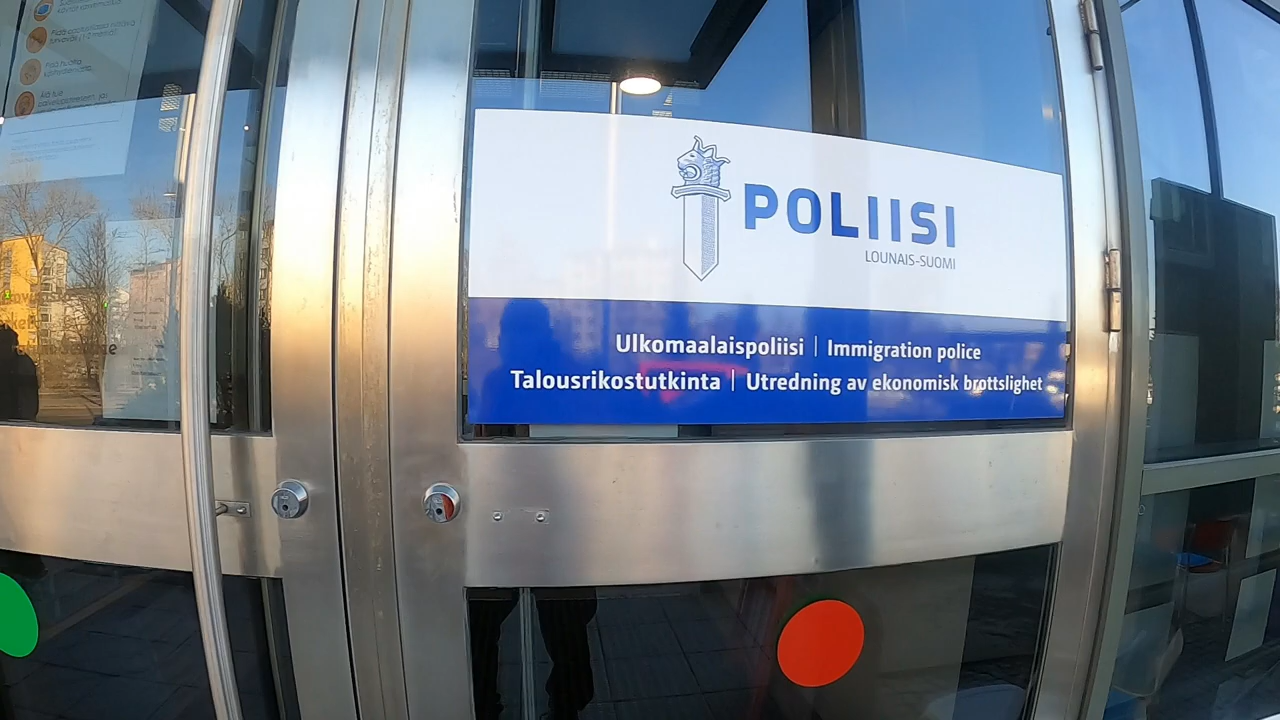 POLIISI
LOUNAIS-SUOMI
Ulkomaalaispoliisi | Immigration police
Talousrikostutkinta | Utredning av ekonomisk brottslighet